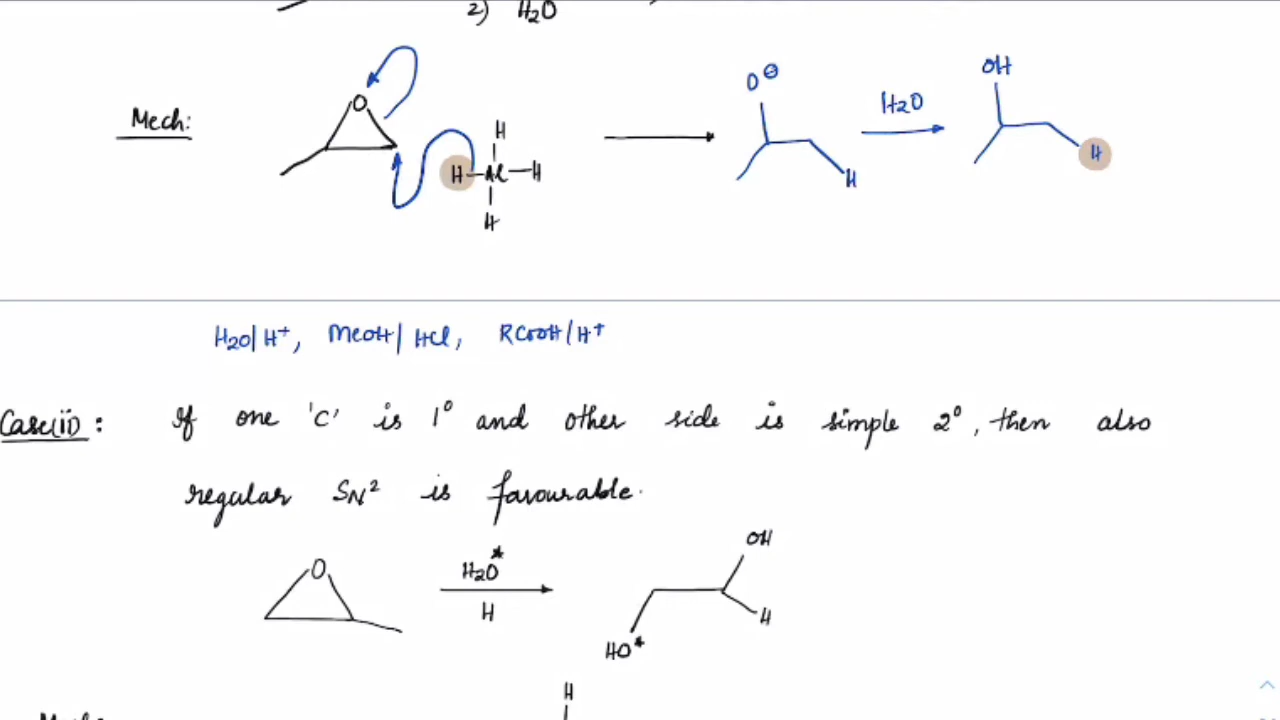 2) H2O
Mech:
O
H
H-Al-H
H
O⊖
H
H2O
OH
H
H2O/H+, MeOH/HCl, RCOOH/H+
Case(ii): If one 'C' is 1° and other side is simple 2°, then also
regular SN2 is favourable.
O
H2O*
H
OH
H
HO*
H